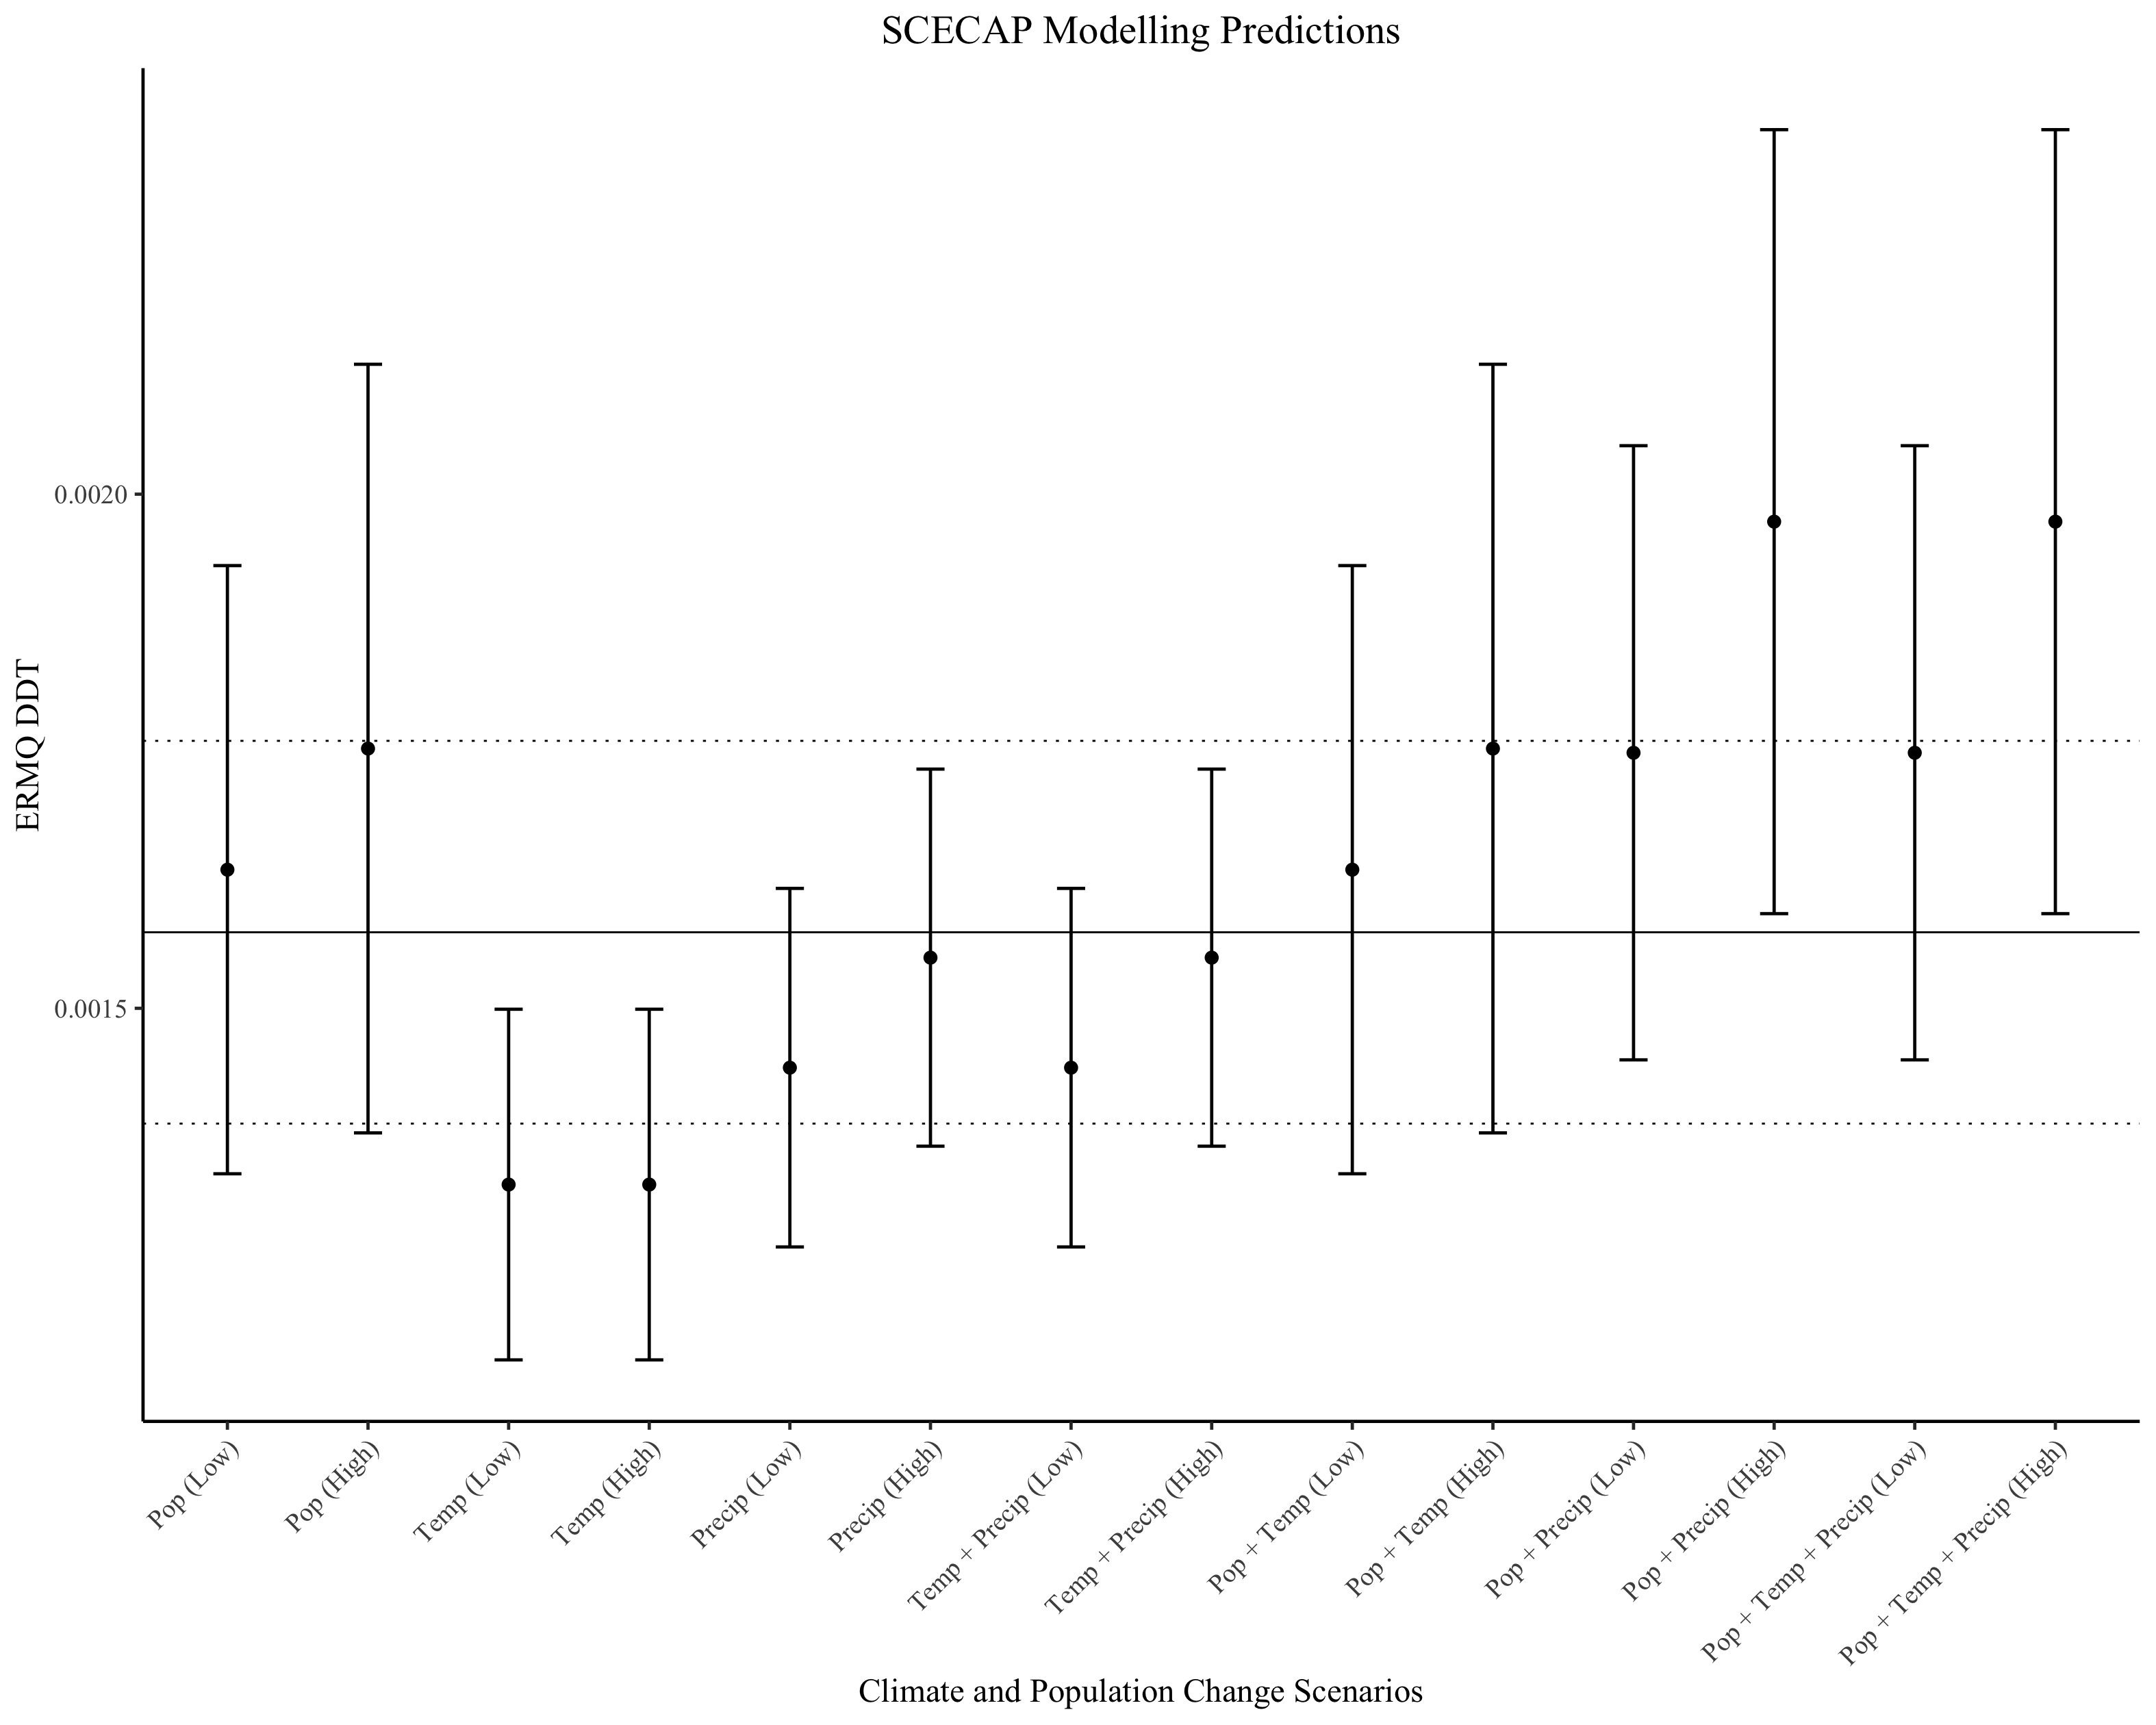 SCECAP Modelling Predictions
ERMQ DDT
0.0020
0.0015
Pop (Low)
Pop (High)
Temp (Low)
Temp (High)
Precip (Low)
Precip (High)
Temp + Precip (Low)
Temp + Precip (High)
Pop + Temp (Low)
Pop + Temp (High)
Pop + Precip (Low)
Pop + Precip (High)
Pop + Temp + Precip (Low)
Pop + Temp + Precip (High)
Climate and Population Change Scenarios